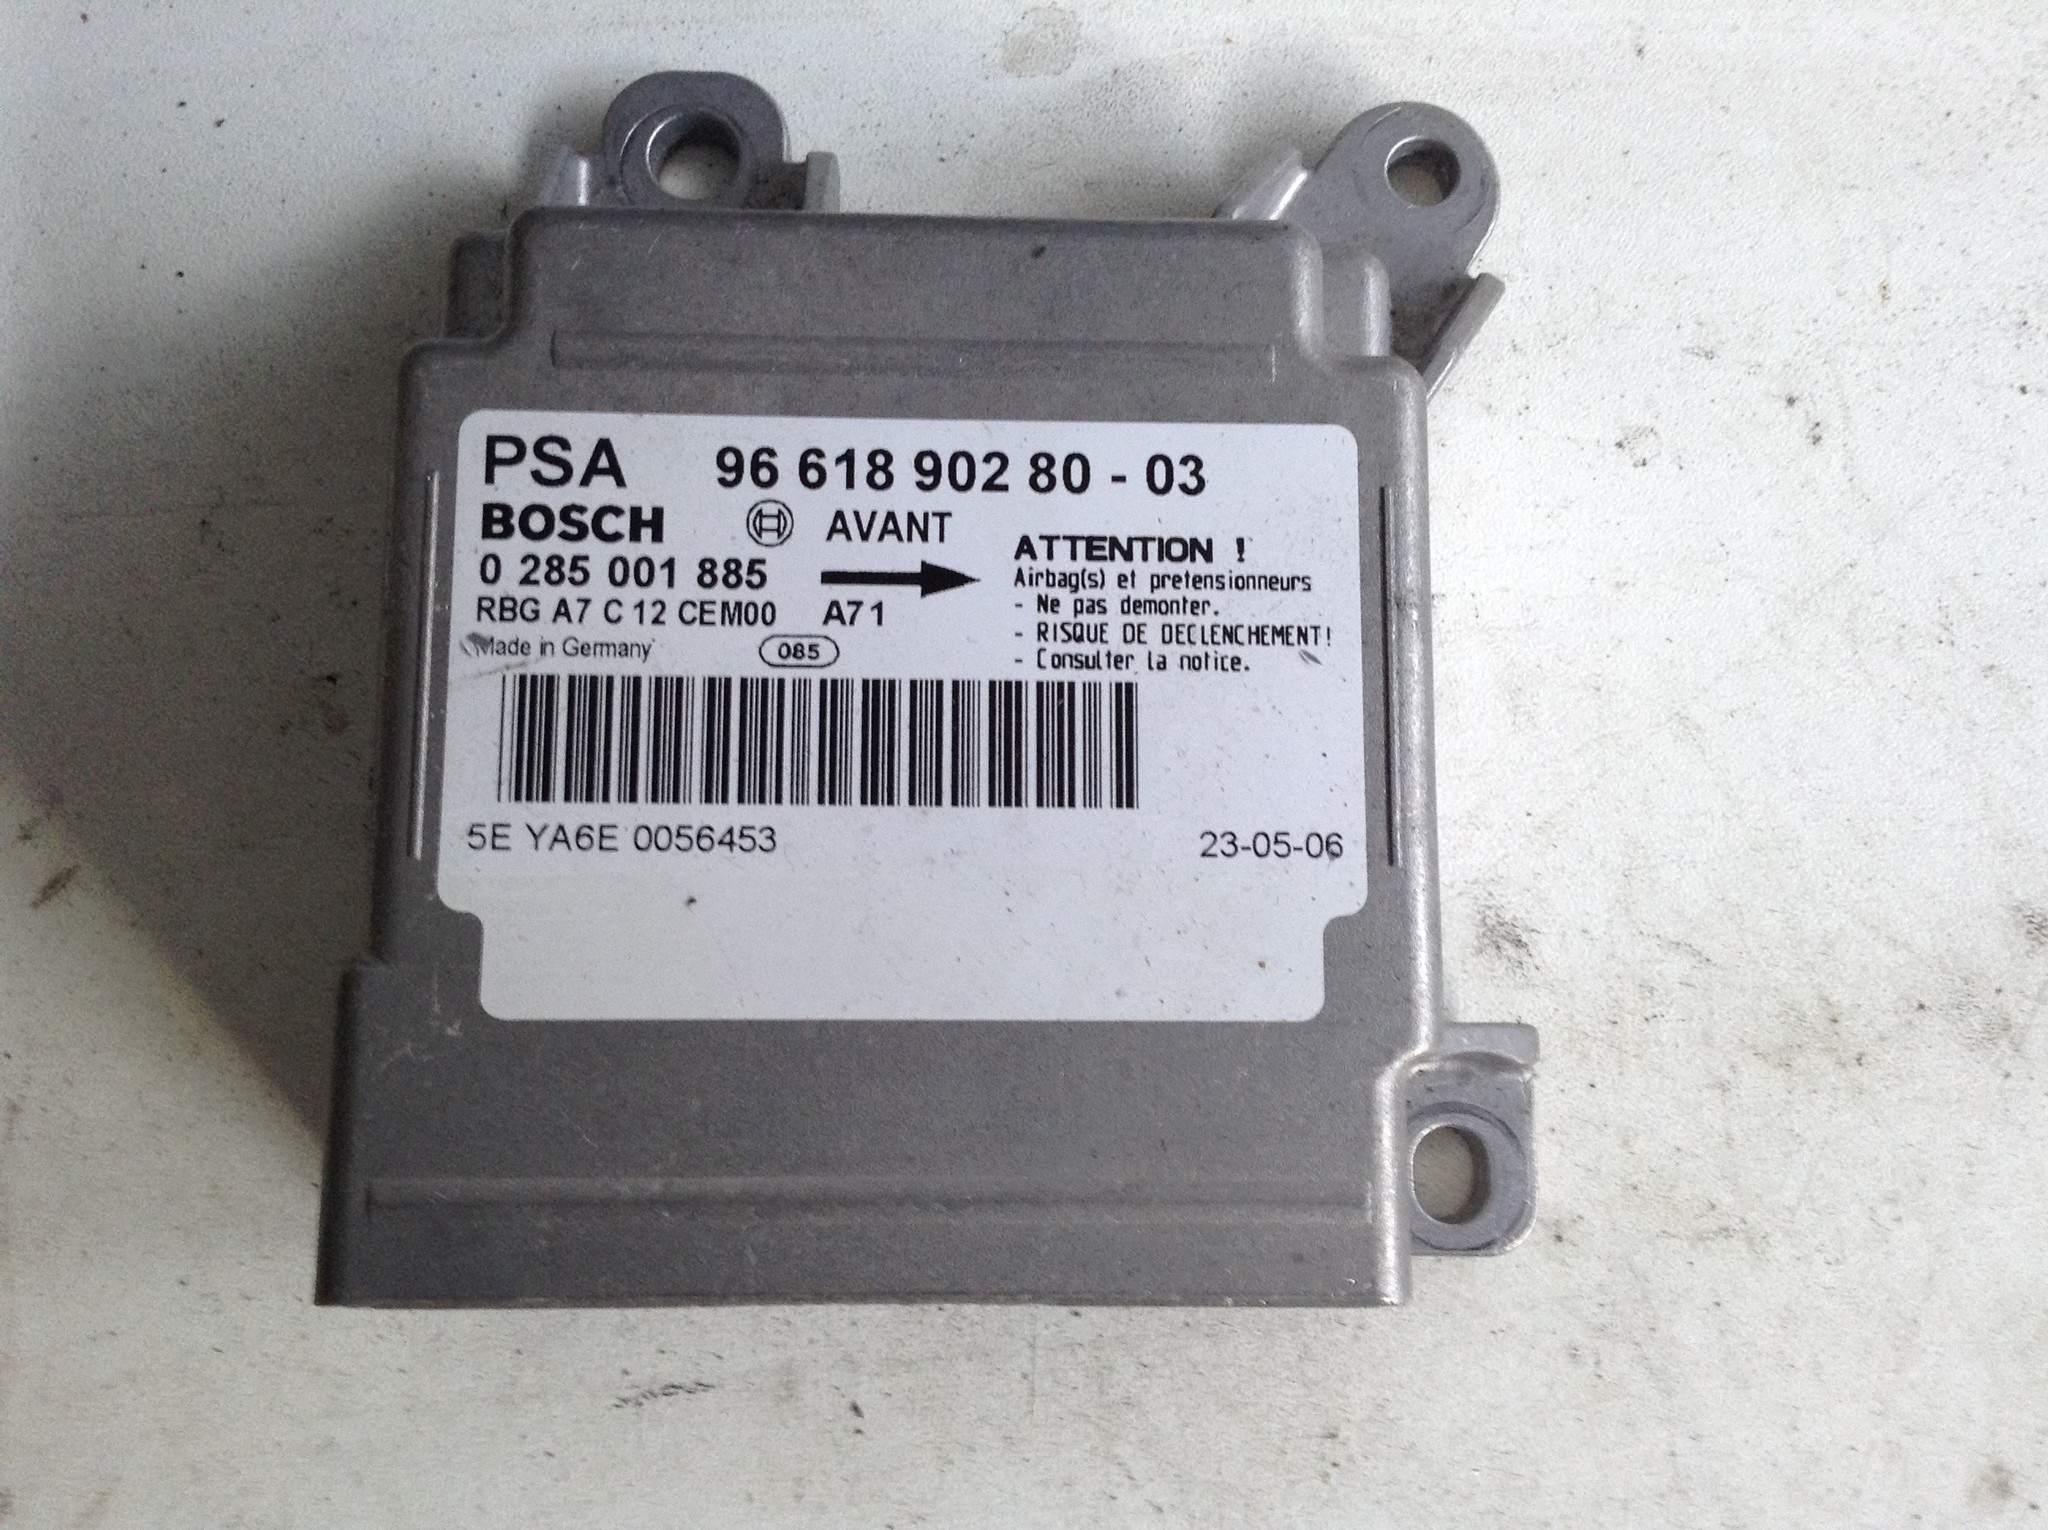 PSA 96 618 902 80 - 03
BOSCH AVANT
0 285 001 885
RBG A7 C 12 CEM00 A71
Made in Germany 085
ATTENTION !
Airbag(s) et pretensionneurs
- Ne pas demonter.
- RISQUE DE DECLENCHEMENT!
- Consulter la notice.
5E YA6E 0056453 23-05-06